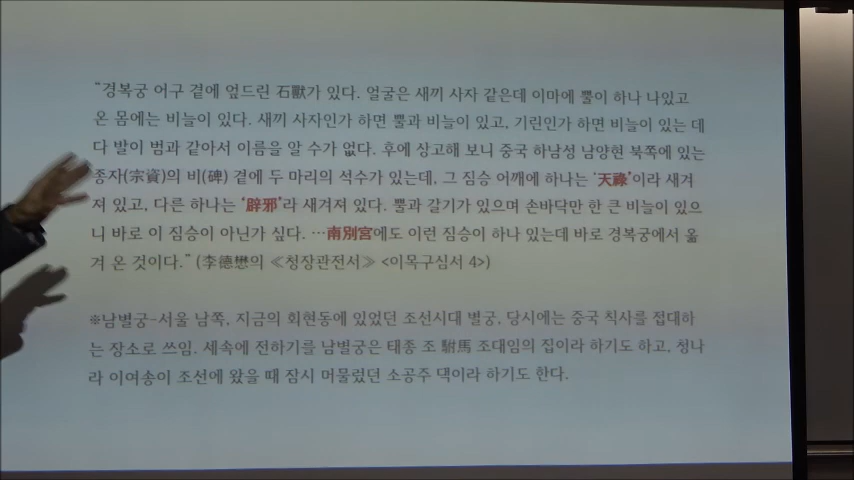 “경복궁 어구 곁에 엎드린 石獸가 있다. 얼굴은 새끼 사자 같은데 이마에 뿔이 하나 나있고
온 몸에는 비늘이 있다. 새끼 사자인가 하면 뿔과 비늘이 있고, 기린인가 하면 비늘이 있는 데
다 발이 범과 같아서 이름을 알 수가 없다. 후에 상고해 보니 중국 하남성 남양현 북쪽에 있는
종자(宗資)의 비(碑) 곁에 두 마리의 석수가 있는데, 그 짐승 어깨에 하나는 ‘天祿’이라 새겨
져 있고, 다른 하나는 ‘辟邪’라 새겨져 있다. 뿔과 갈기가 있으며 손바닥만 한 큰 비늘이 있으
니 바로 이 짐승이 아닌가 싶다. …南別宮에도 이런 짐승이 하나 있는데 바로 경복궁에서 옮
겨 온 것이다.” (李德懋의 ≪청장관전서≫ <이목구심서 4>)
※남별궁-서울 남쪽, 지금의 회현동에 있었던 조선시대 별궁, 당시에는 중국 칙사를 접대하
는 장소로 쓰임. 세속에 전하기를 남별궁은 태종 조 駙馬 조대임의 집이라 하기도 하고, 청나
라 이여송이 조선에 왔을 때 잠시 머물렀던 소공주 댁이라 하기도 한다.